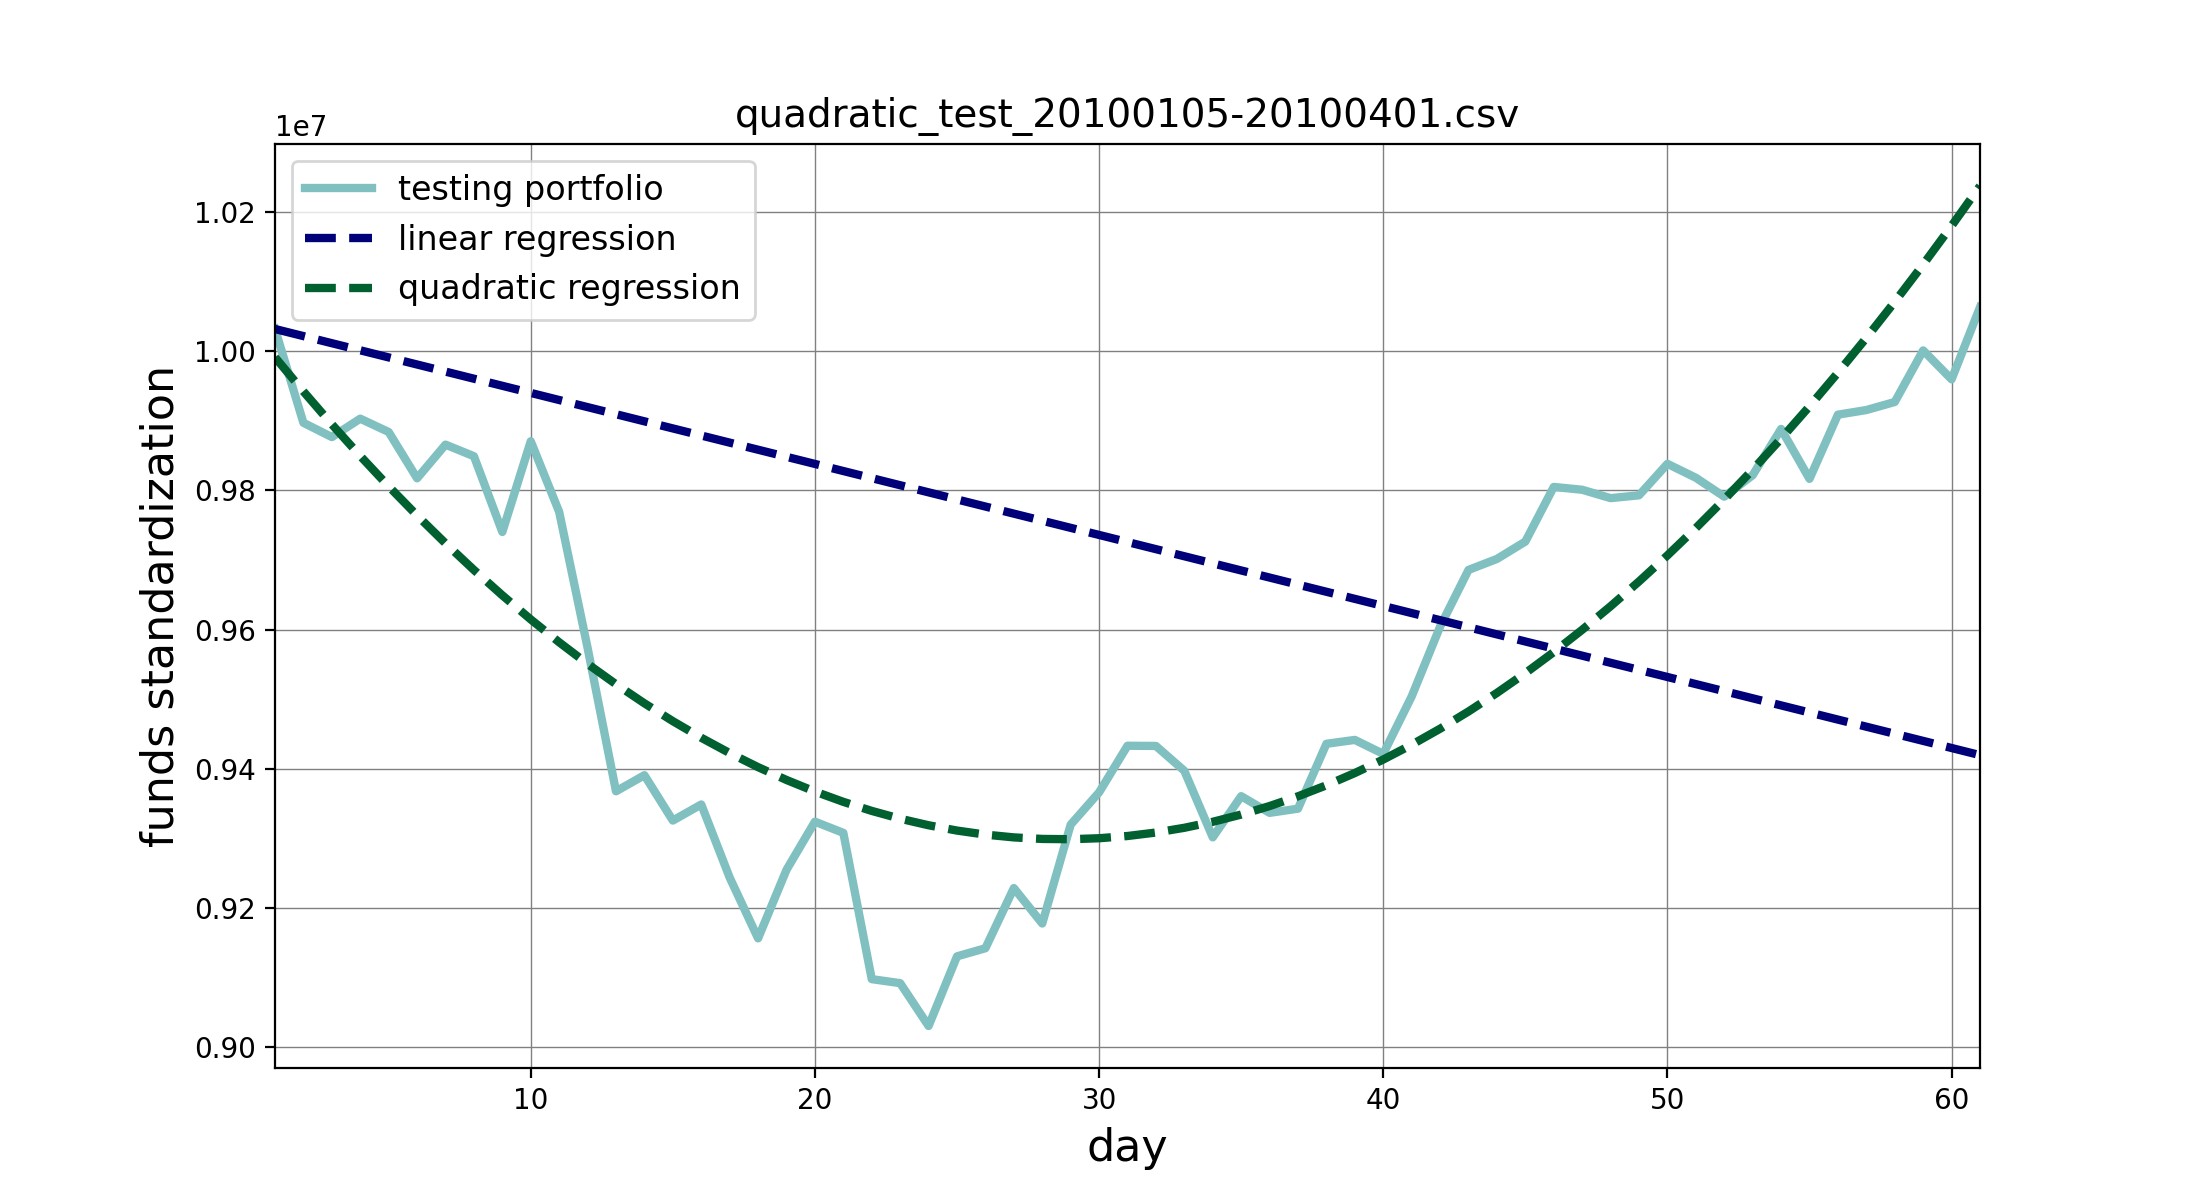 quadratic_test_20100105-20100401.csv
1e7
testing portfolio
linear regression
quadratic regression
1.02
1.00
0.98
0.96
0.94
0.92
0.90
funds standardization
10 20 30 40 50 60
day